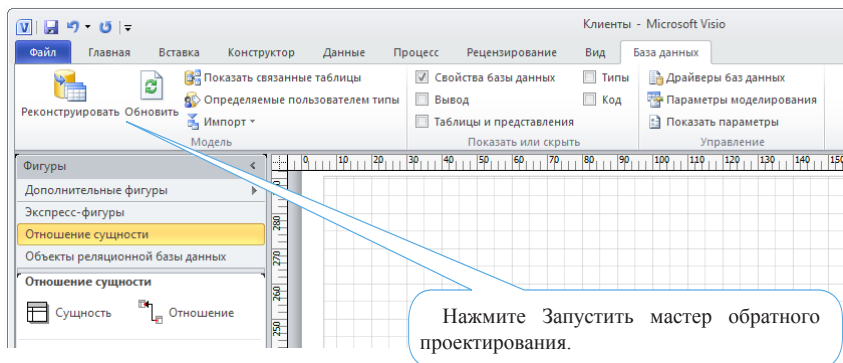 Клиенты - Microsoft Visio
Файл Главная Вставка Конструктор Данные Процесс Рецензирование Вид База данных
Реконструировать Обновить
Показать связанные таблицы
Определяемые пользователем типы
Импорт
Модель
Свойства базы данных
Вывод
Таблицы и представления
Типы
Код
Показать или скрыть
Драйверы баз данных
Параметры моделирования
Показать параметры
Управление
Фигуры
Дополнительные фигуры
Экспресс-фигуры
Отношение сущности
Объекты реляционной базы данных
Отношение сущности
Сущность Отношение
0 10 20 30 40 50 60 70 80 90 100 110 120 130 140 150
280
270
260
250
Нажмите Запустить мастер обратного
проектирования.